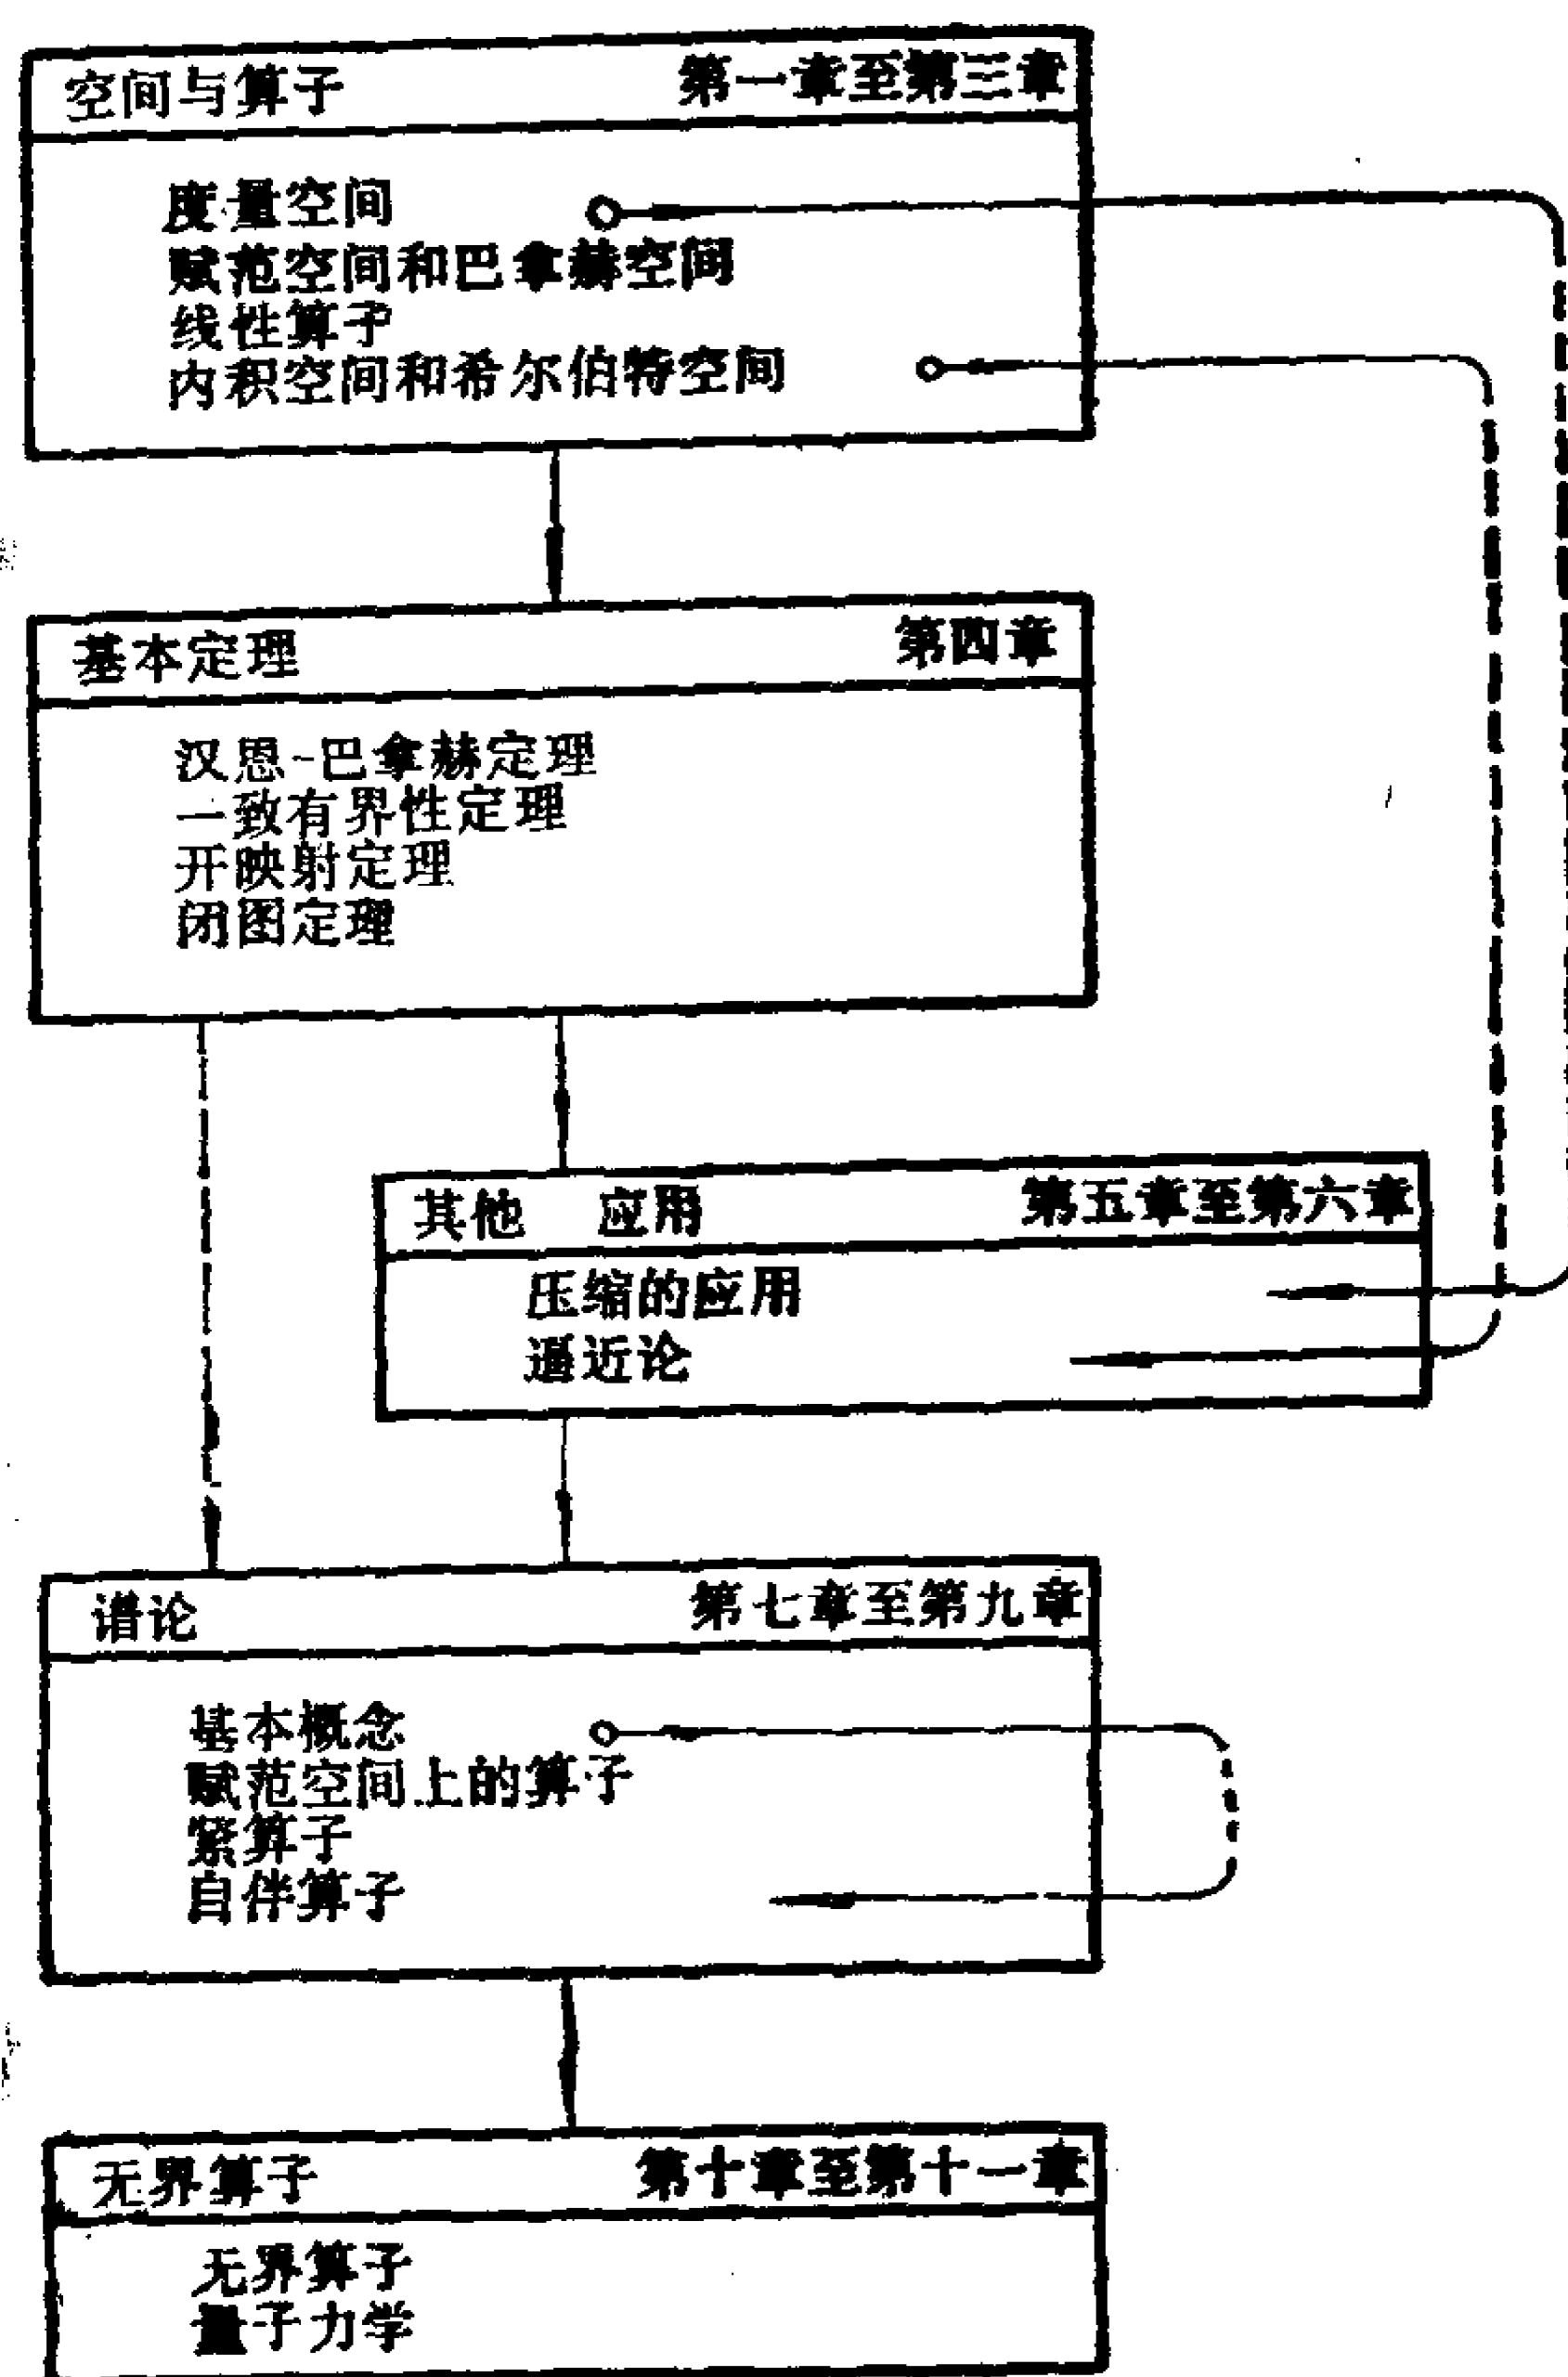 空间与算子 第一章至第三章
度量空间
赋范空间和巴拿赫空间
线性算子
内积空间和希尔伯特空间
基本定理 第四章
汉恩-巴拿赫定理
一致有界性定理
开映射定理
闭图定理
其他 应用 第五章至第六章
压缩的应用
逼近论
谱论 第七章至第九章
基本概念
赋范空间上的算子
紧算子
自伴算子
无界算子 第十章至第十一章
无界算子
量子力学